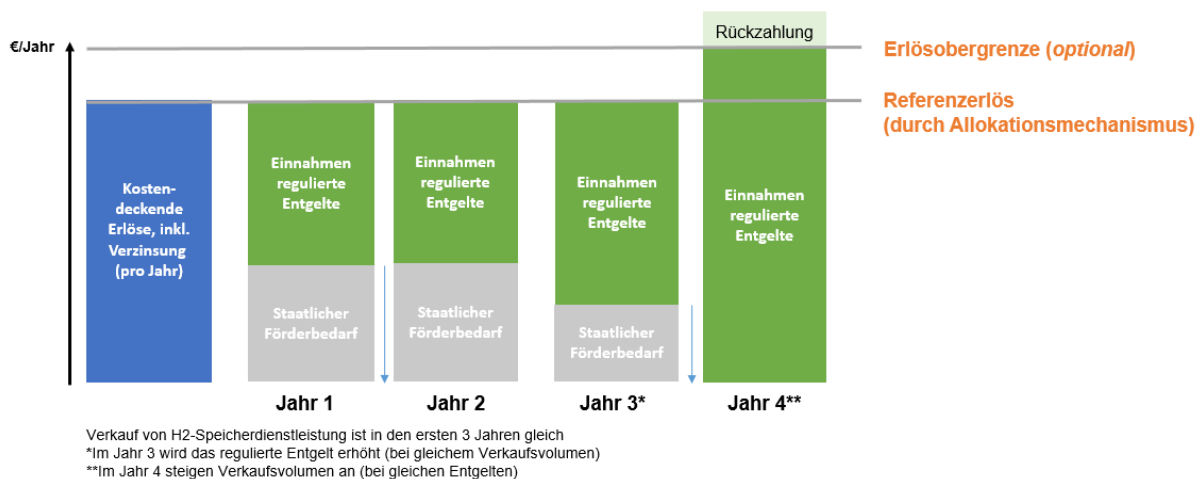 €/Jahr
Rückzahlung
Erlösobergrenze (optional)
Referenzerlös
(durch Allokationsmechanismus)
Kosten-
deckende
Erlöse, inkl.
Verzinsung
(pro Jahr)
Einnahmen
regulierte
Entgelte
Staatlicher
Förderbedarf
Einnahmen
regulierte
Entgelte
Staatlicher
Förderbedarf
Einnahmen
regulierte
Entgelte
Staatlicher
Förderbedarf
Einnahmen
regulierte
Entgelte
Jahr 1
Jahr 2
Jahr 3*
Jahr 4**
Verkauf von H2-Speicherdienstleistung ist in den ersten 3 Jahren gleich
*Im Jahr 3 wird das regulierte Entgelt erhöht (bei gleichem Verkaufsvolumen)
**Im Jahr 4 steigen Verkaufsvolumen an (bei gleichen Entgelten)